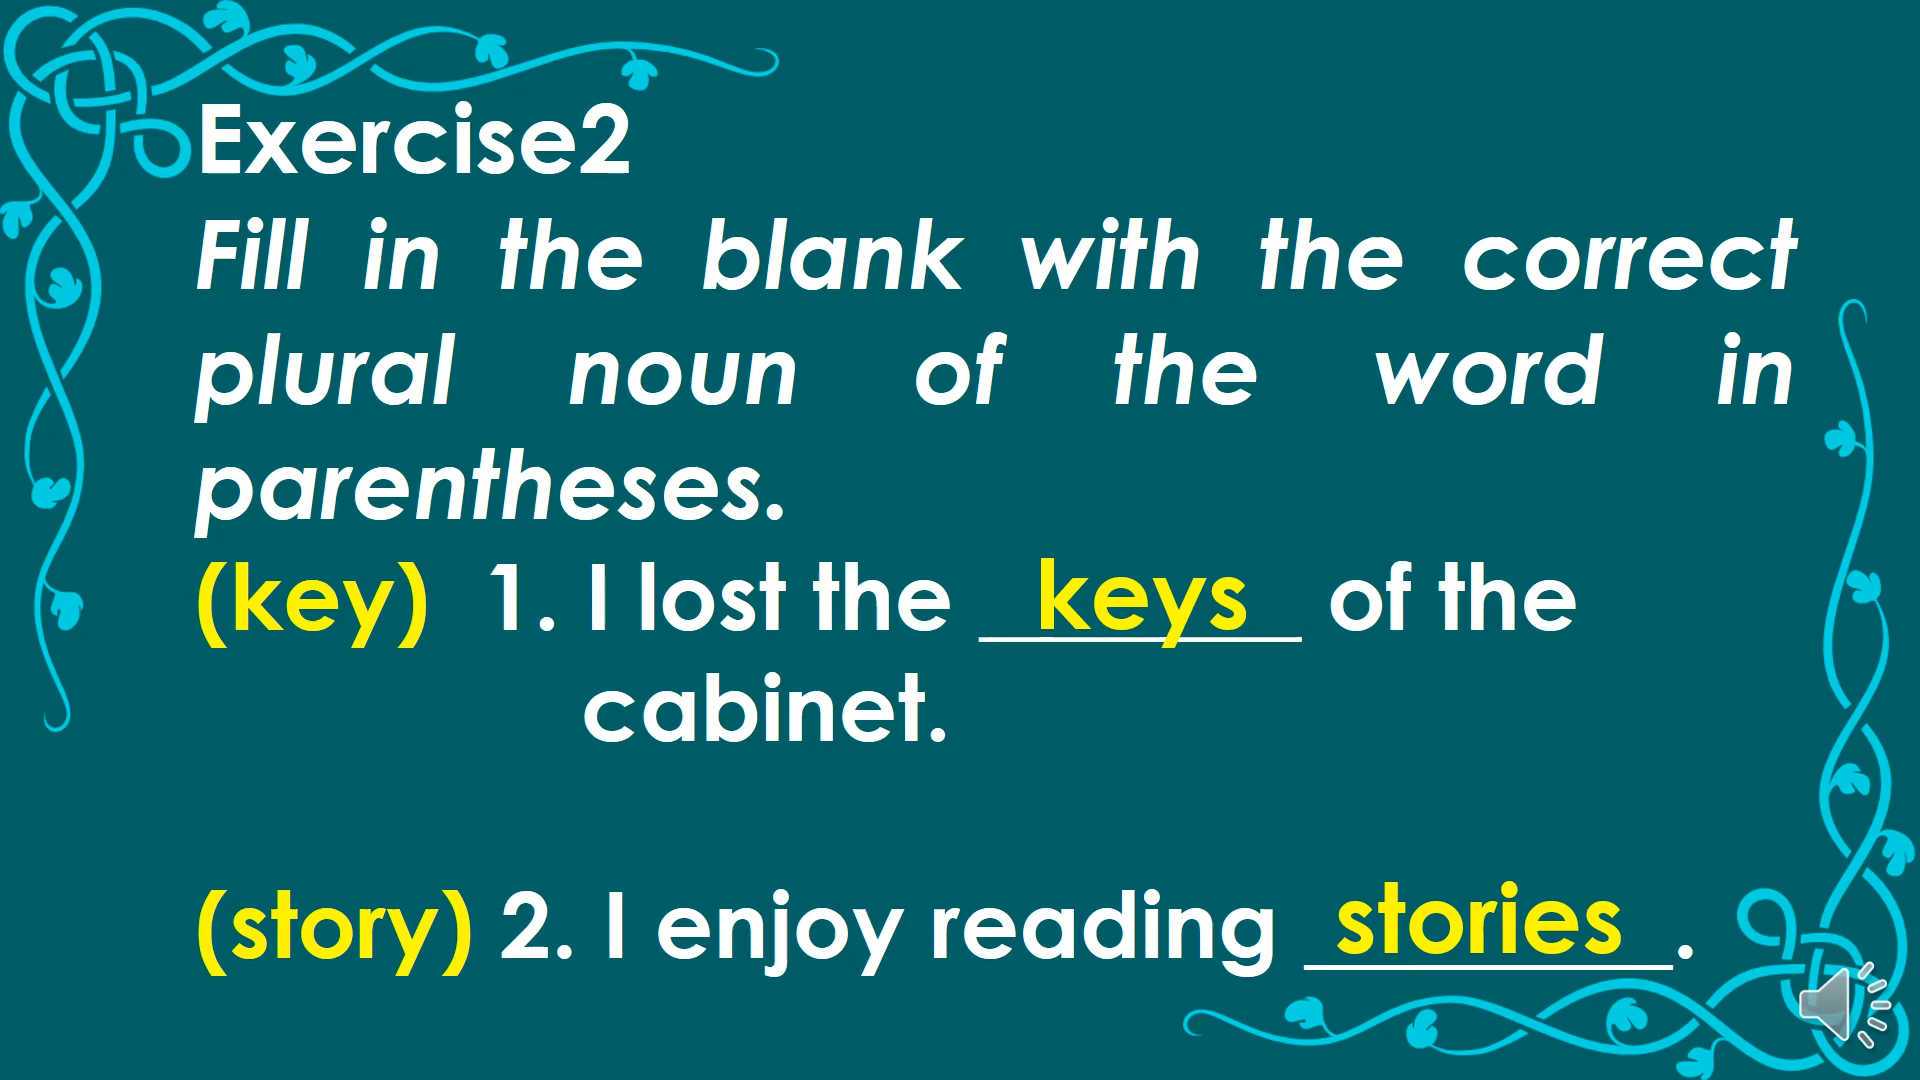 Exercise2
Fill in the blank with the correct
plural noun of the word in
parentheses.
(key) 1. I lost the keys of the
cabinet.
(story) 2. I enjoy reading stories.